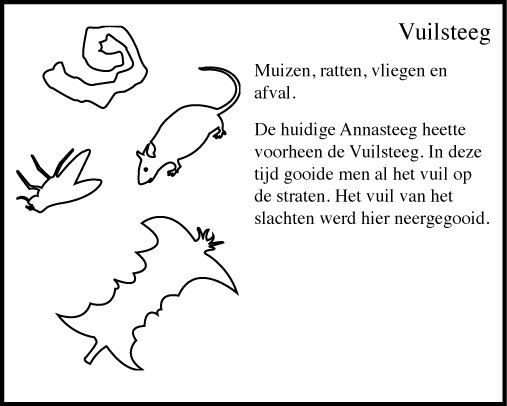 Vuilsteeg
Muizen, ratten, vliegen en
afval.
De huidige Annasteeg heette
voorheen de Vuilsteeg. In deze
tijd gooide men al het vuil op
de straten. Het vuil van het
slachten werd hier neergegooid.